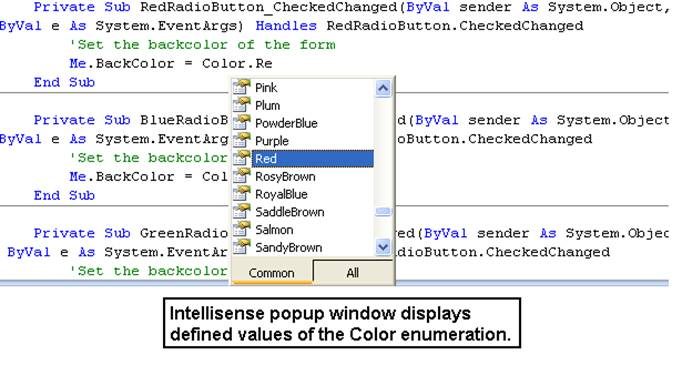 Private Sub RedRadioButton_CheckedChanged(ByVal sender As System.Object,
ByVal e As System.EventArgs) Handles RedRadioButton.CheckedChanged
'Set the backcolor of the form
Me.BackColor = Color.Re
End Sub
Private Sub BlueRadioB
d(ByVal sender As System.Object
ByVal e As System.EventArg
ioButton.CheckedChanged
'Set the backcolor
Me.BackColor = Col
End Sub
Private Sub GreenRadio
red(ByVal sender As System.Objec
ByVal e As System.EventAr
dioButton.CheckedChanged
'Set the backcolor
Pink
Plum
PowderBlue
Purple
Red
RosyBrown
RoyalBlue
SaddleBrown
Salmon
SandyBrown
Common All
Intellisense popup window displays
defined values of the Color enumeration.